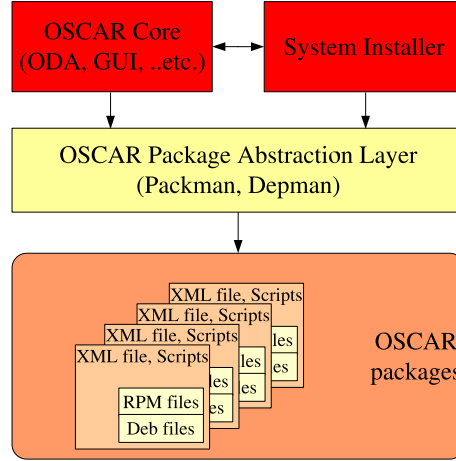 OSCAR Core
(ODA, GUI, ..etc.)
System Installer
OSCAR Package Abstraction Layer
(Packman, Depman)
XML file, Scripts
XML file, Scripts
XML file, Scripts
XML file, Scripts
RPM files
Deb files
OSCAR
packages